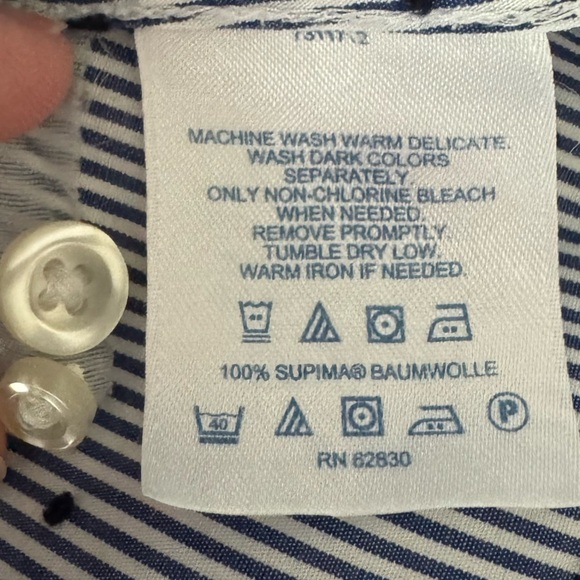 MACHINE WASH WARM DELICATE.
WASH DARK COLORS
SEPARATELY.
ONLY NON-CHLORINE BLEACH
WHEN NEEDED.
REMOVE PROMPTLY.
TUMBLE DRY LOW.
WARM IRON IF NEEDED.
100% SUPIMA® BAUMWOLLE
40 P
RN 62830